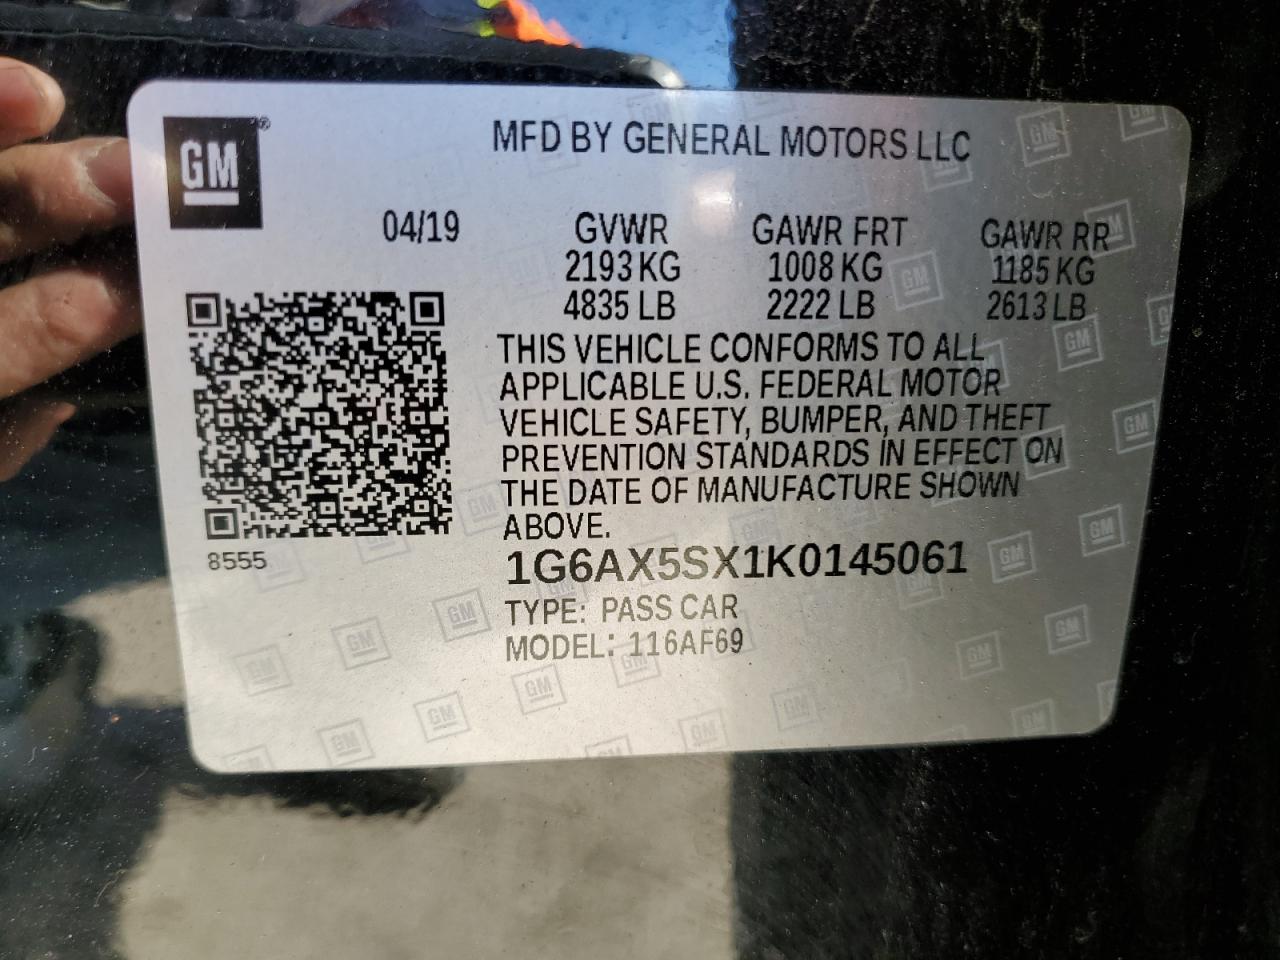 GM®
MFD BY GENERAL MOTORS LLC
04/19 GVWR GAWR FRT GAWR RR
2193 KG 1008 KG 1185 KG
4835 LB 2222 LB 2613 LB
THIS VEHICLE CONFORMS TO ALL
APPLICABLE U.S. FEDERAL MOTOR
VEHICLE SAFETY, BUMPER, AND THEFT
PREVENTION STANDARDS IN EFFECT ON
THE DATE OF MANUFACTURE SHOWN
ABOVE.
8555
1G6AX5SX1K0145061
TYPE: PASS CAR
MODEL: 116AF69